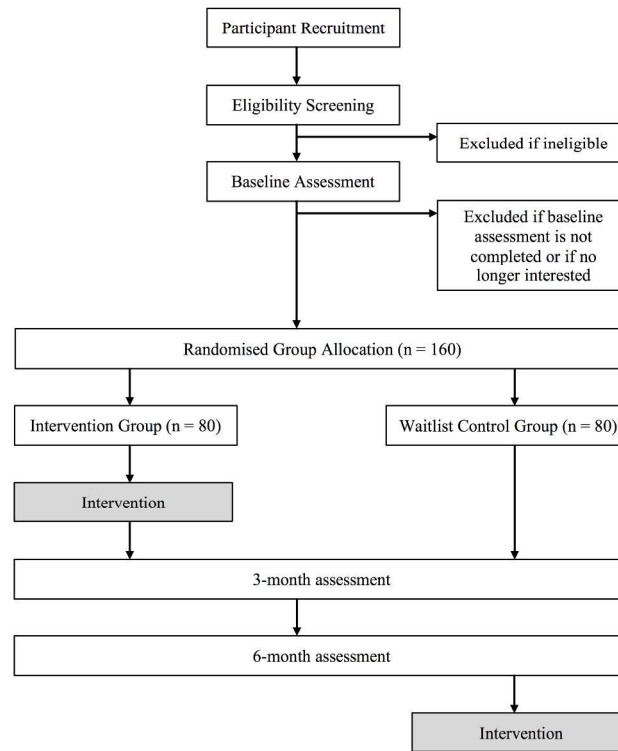 Participant Recruitment
Eligibility Screening
Excluded if ineligible
Baseline Assessment
Excluded if baseline
assessment is not
completed or if no
longer interested
Randomised Group Allocation (n = 160)
Intervention Group (n = 80)
Waitlist Control Group (n = 80)
Intervention
3-month assessment
6-month assessment
Intervention